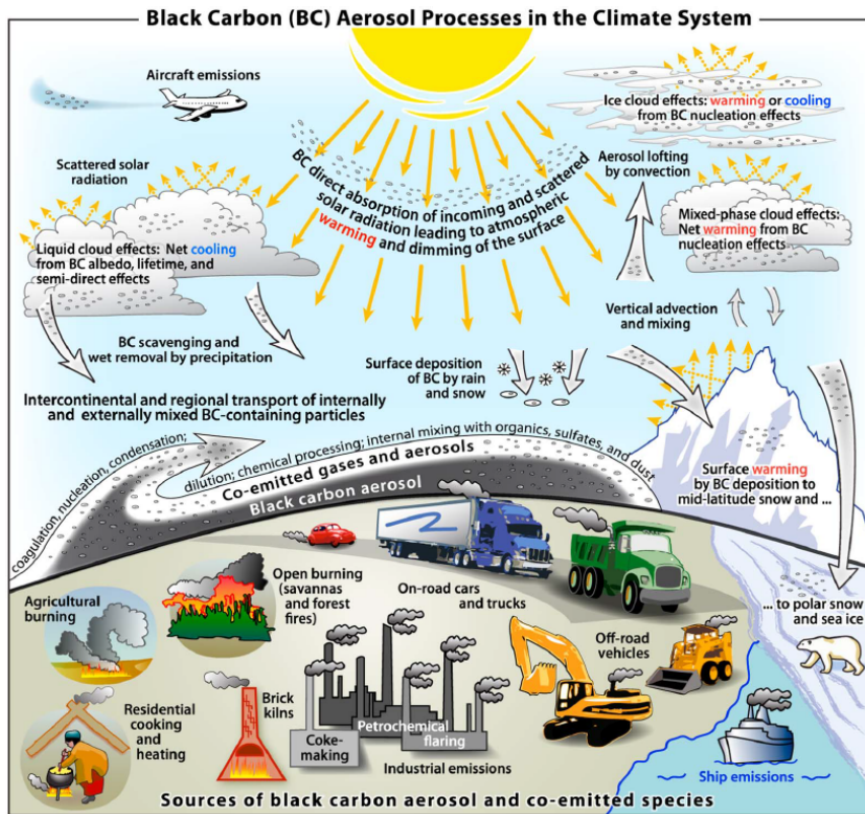 Black Carbon (BC) Aerosol Processes in the Climate System
Aircraft emissions
Ice cloud effects: warming or cooling
from BC nucleation effects
Scattered solar
radiation
BC direct absorption of incoming and scattered
solar radiation leading to atmospheric
warming and dimming of the surface
Aerosol lofting
by convection
Liquid cloud effects: Net cooling
from BC albedo, lifetime, and
semi-direct effects
Mixed-phase cloud effects:
Net warming from BC
nucleation effects
Vertical advection
and mixing
BC scavenging and
wet removal by precipitation
Surface deposition
of BC by rain
and snow
Intercontinental and regional transport of internally
and externally mixed BC-containing particles
coagulation, nucleation, condensation;
dilution; chemical processing; internal mixing with organics, sulfates, and dust
Co-emitted gases and aerosols
Black carbon aerosol
Surface warming
by BC deposition to
mid-latitude snow and ...
... to polar snow
and sea ice
Agricultural
burning
Open burning
(savannas
and forest
fires)
On-road cars
and trucks
Off-road
vehicles
Residential
cooking and
heating
Brick
kilns
Coke-
making
Petrochemical
flaring
Industrial emissions
Ship emissions
Sources of black carbon aerosol and co-emitted species